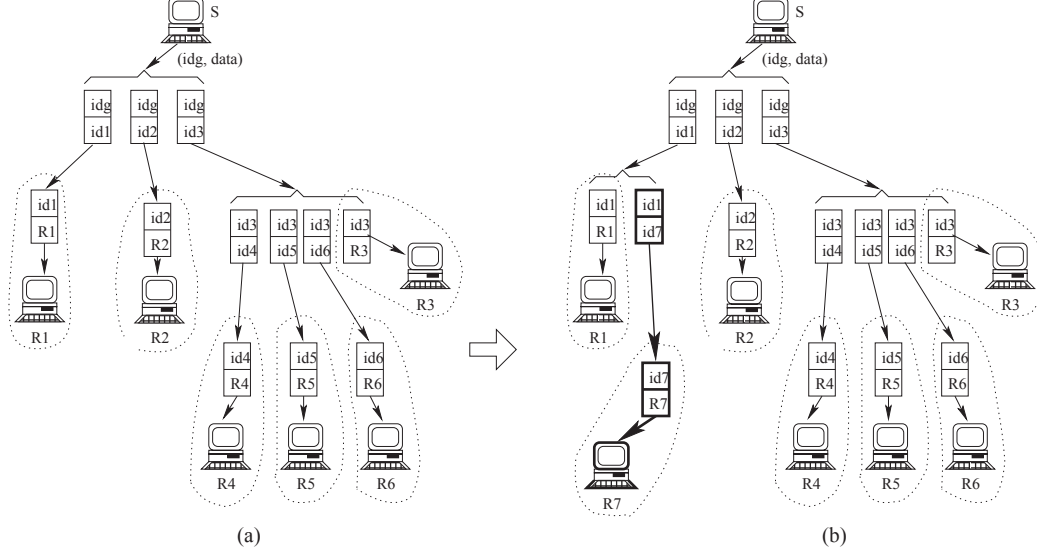 S
(idg, data)
idg idg idg
id1 id2 id3
id1
R1
id2
R2
id3 id3 id3 id3
id4 id5 id6 R3
R1
R2
R3
id4 id5 id6
R4 R5 R6
R4 R5 R6
(a)
S
(idg, data)
idg idg idg
id1 id2 id3
id1 id1
R1 id7
id2
R2
id3 id3 id3 id3
id4 id5 id6 R3
R1
R2
R3
id7
R7
id4 id5 id6
R4 R5 R6
R4 R5 R6
R7
(b)